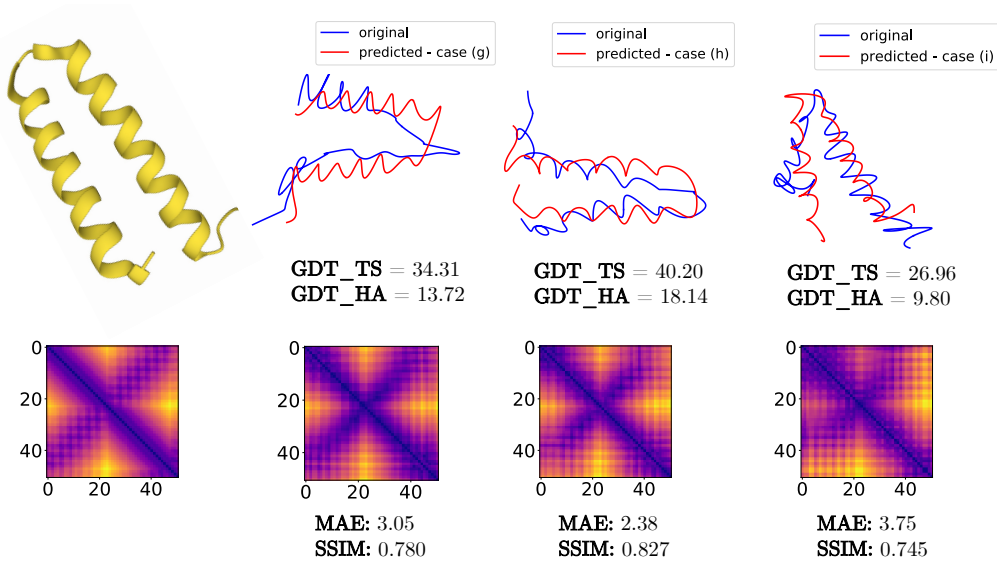 original
predicted - case (g)
original
predicted - case (h)
original
predicted - case (i)
GDT_TS = 34.31
GDT_HA = 13.72
GDT_TS = 40.20
GDT_HA = 18.14
GDT_TS = 26.96
GDT_HA = 9.80
0
20
40
0 20 40
0
20
40
0 20 40
0
20
40
0 20 40
0
20
40
0 20 40
MAE: 3.05
SSIM: 0.780
MAE: 2.38
SSIM: 0.827
MAE: 3.75
SSIM: 0.745